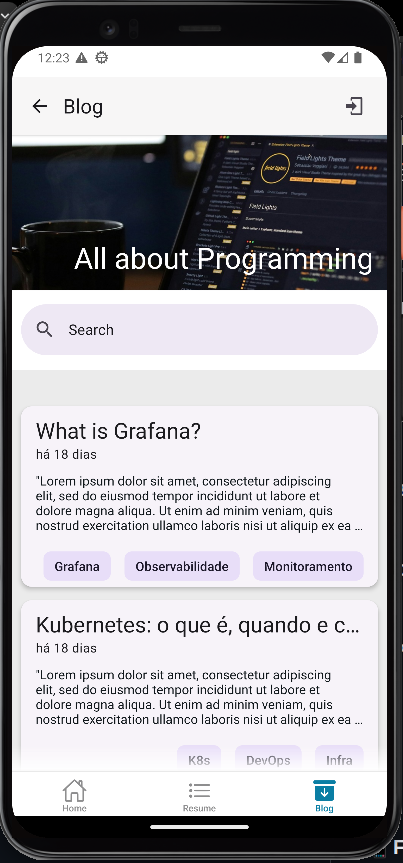 12:23
Blog
Field Lights Theme
Field Lights
All about Programming
Search
What is Grafana?
há 18 dias
"Lorem ipsum dolor sit amet, consectetur adipiscing
elit, sed do eiusmod tempor incididunt ut labore et
dolore magna aliqua. Ut enim ad minim veniam, quis
nostrud exercitation ullamco laboris nisi ut aliquip ex ea ...
Grafana Observabilidade Monitoramento
Kubernetes: o que é, quando e c...
há 18 dias
"Lorem ipsum dolor sit amet, consectetur adipiscing
elit, sed do eiusmod tempor incididunt ut labore et
dolore magna aliqua. Ut enim ad minim veniam, quis
nostrud exercitation ullamco laboris nisi ut aliquip ex ea ...
K8s DevOps Infra
Home Resume Blog